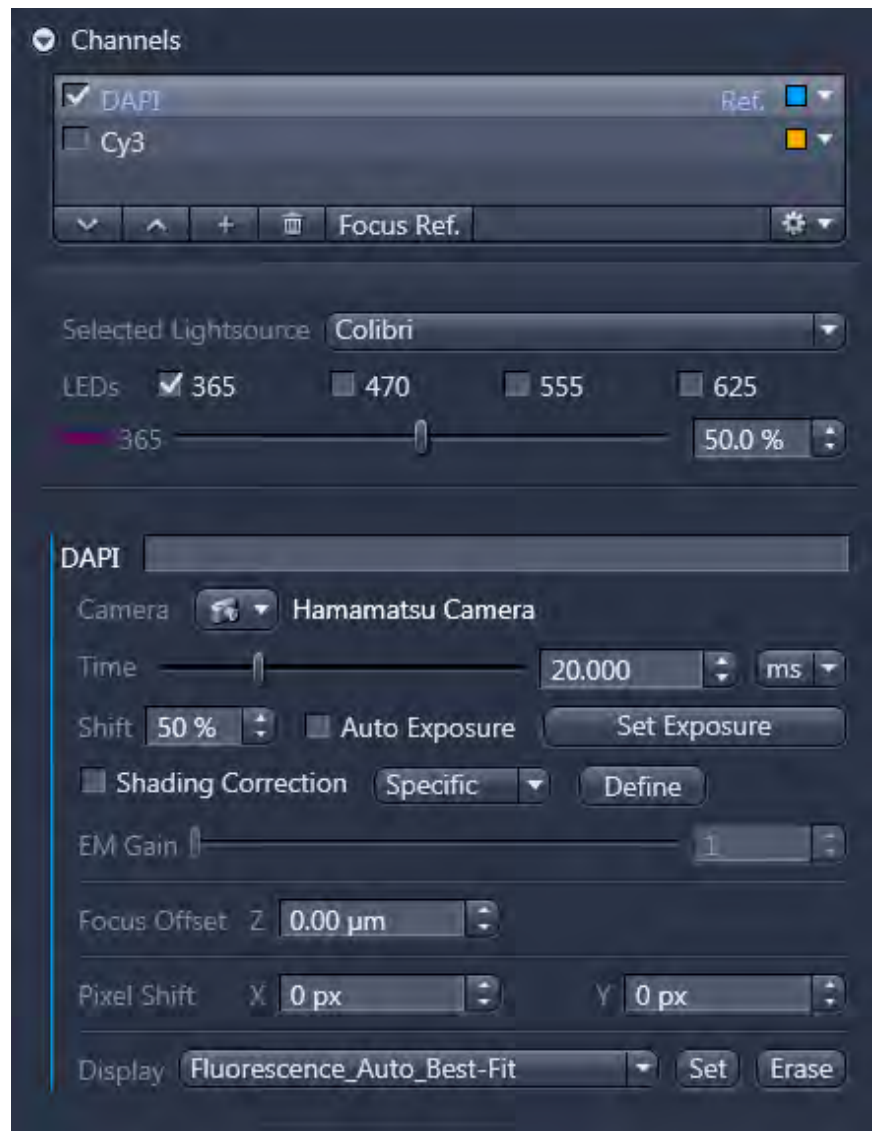 Channels
DAPI Ref.
Cy3
Focus Ref.
Selected Lightsource Colibri
LEDs 365 470 555 625
365 50.0 %
DAPI
Camera Hamamatsu Camera
Time 20.000 ms
Shift 50 % Auto Exposure Set Exposure
Shading Correction Specific Define
EM Gain 1
Focus Offset Z 0.00 µm
Pixel Shift X 0 px Y 0 px
Display Fluorescence_Auto_Best-Fit Set Erase